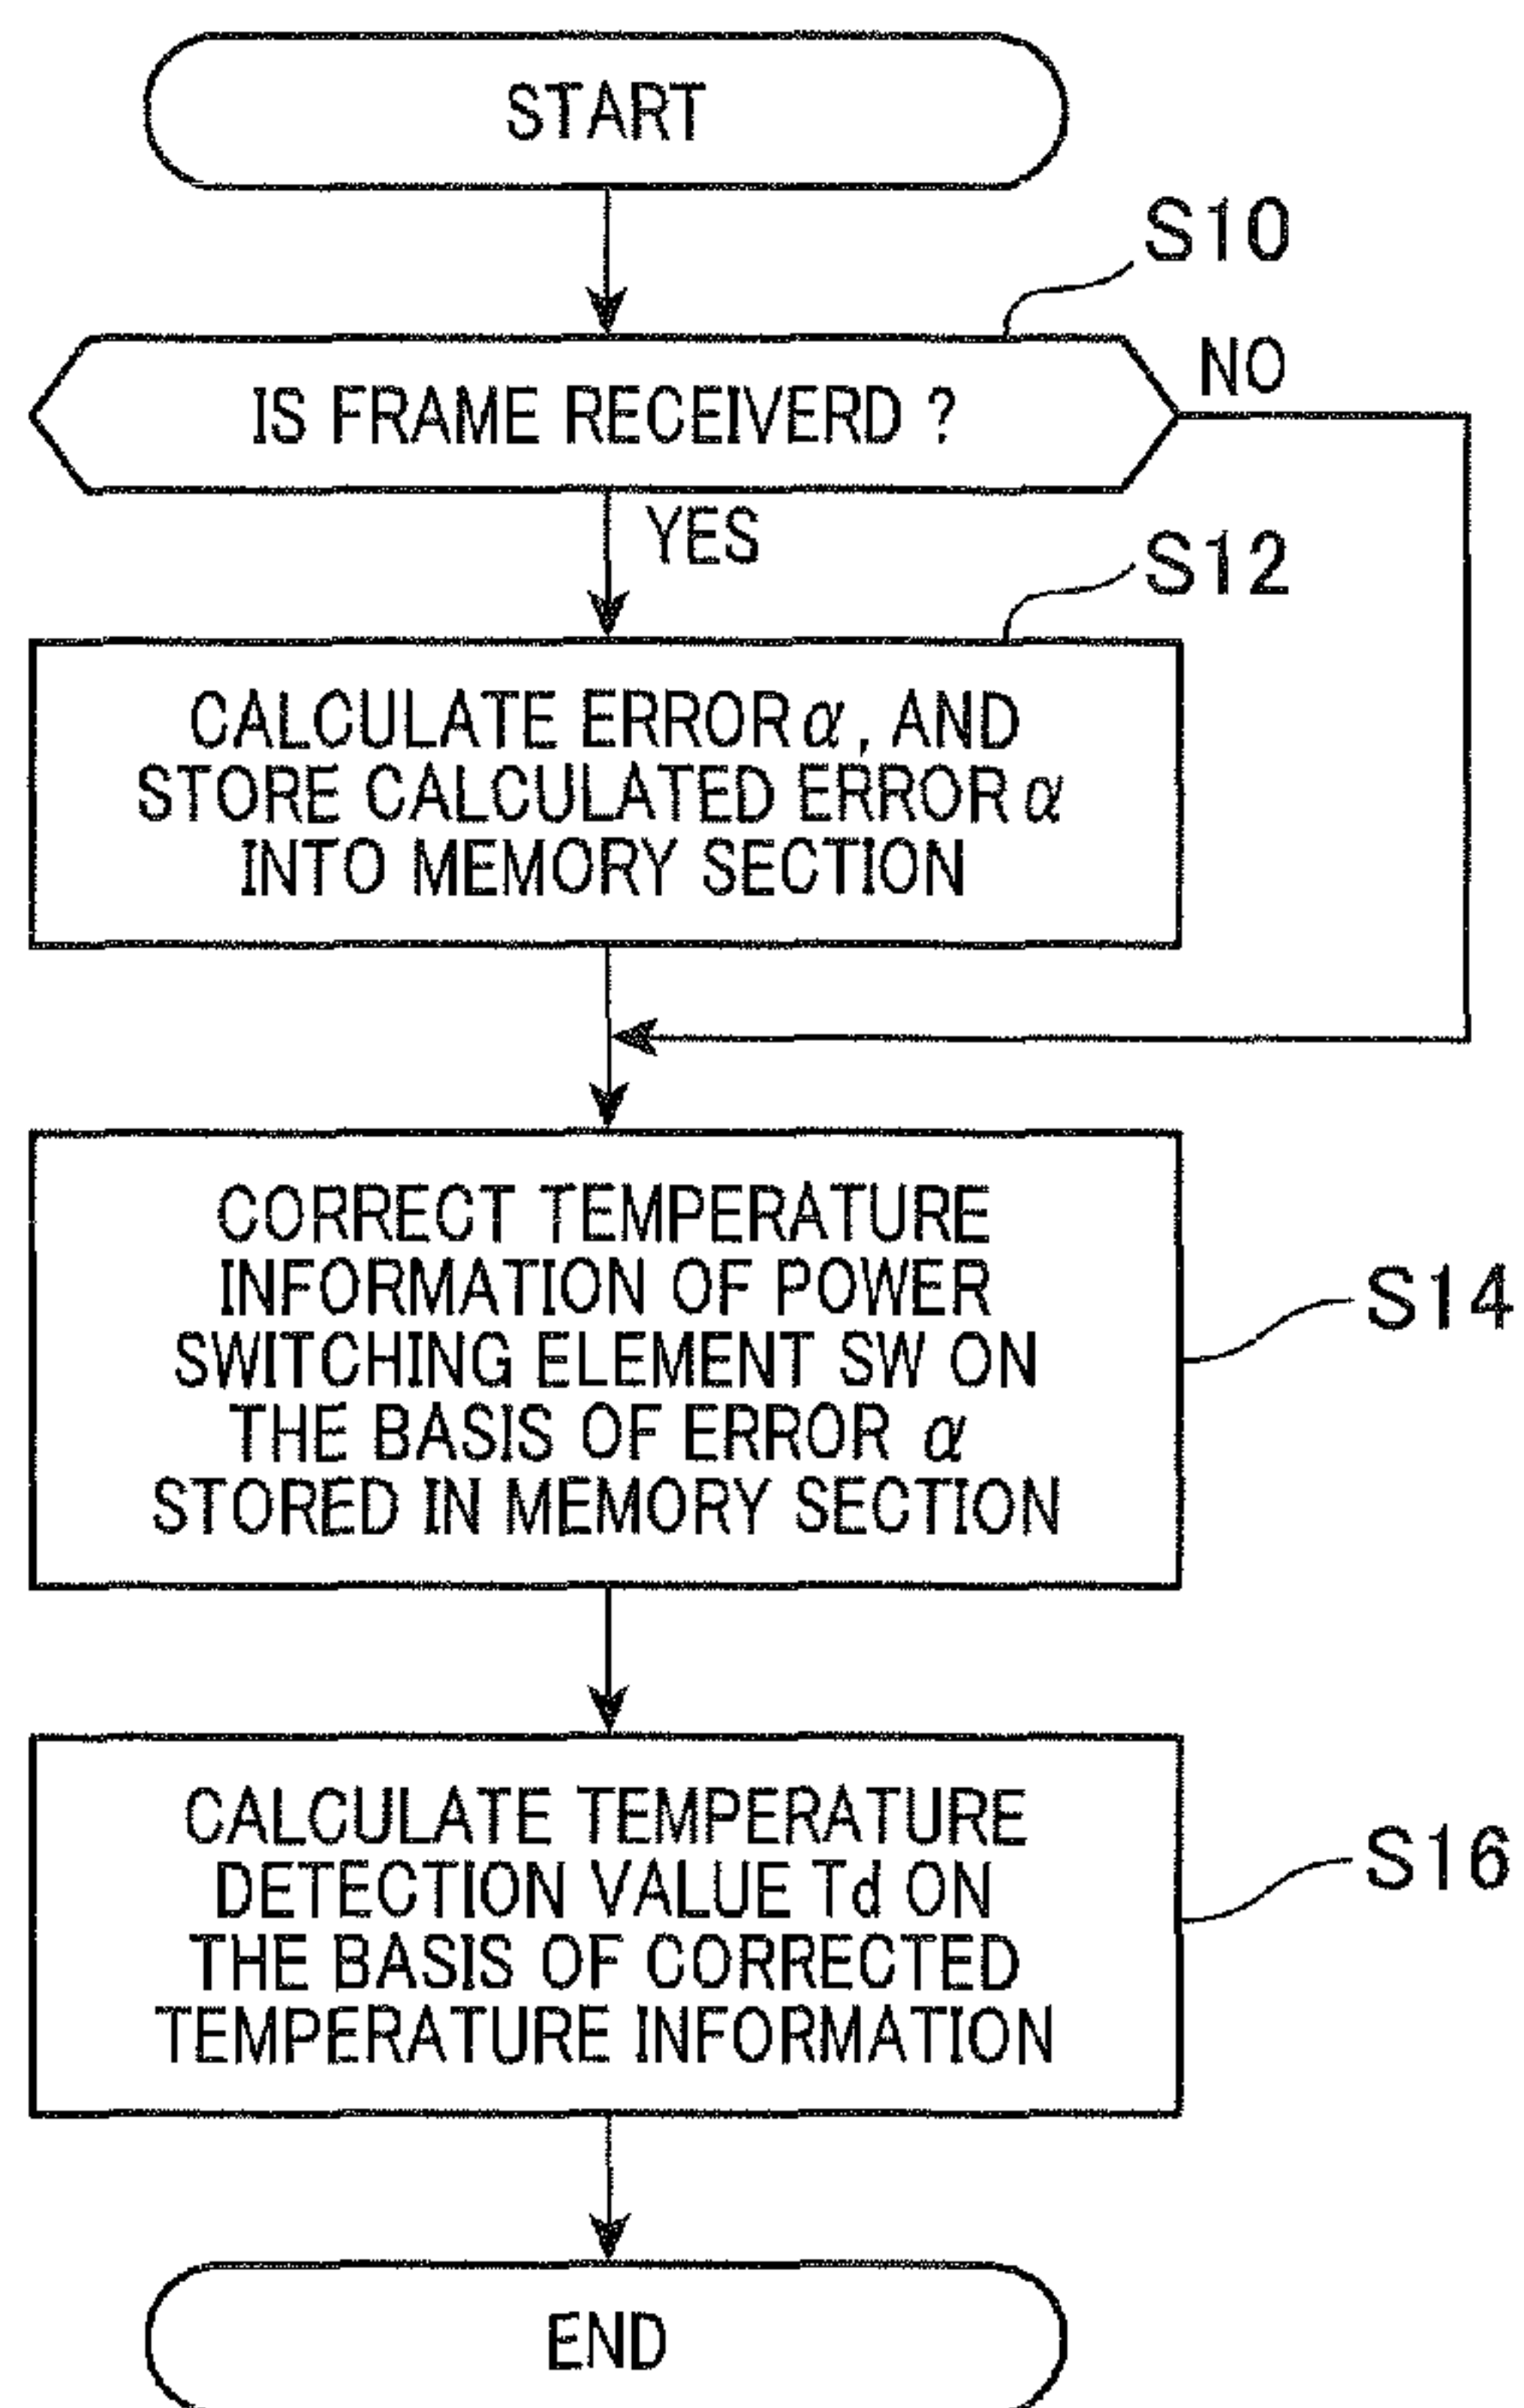 START
S10
IS FRAME RECEIVERD ?
NO
YES
S12
CALCULATE ERROR α, AND
STORE CALCULATED ERROR α
INTO MEMORY SECTION
CORRECT TEMPERATURE
INFORMATION OF POWER
SWITCHING ELEMENT SW ON
THE BASIS OF ERROR α
STORED IN MEMORY SECTION
S14
CALCULATE TEMPERATURE
DETECTION VALUE Td ON
THE BASIS OF CORRECTED
TEMPERATURE INFORMATION
S16
END